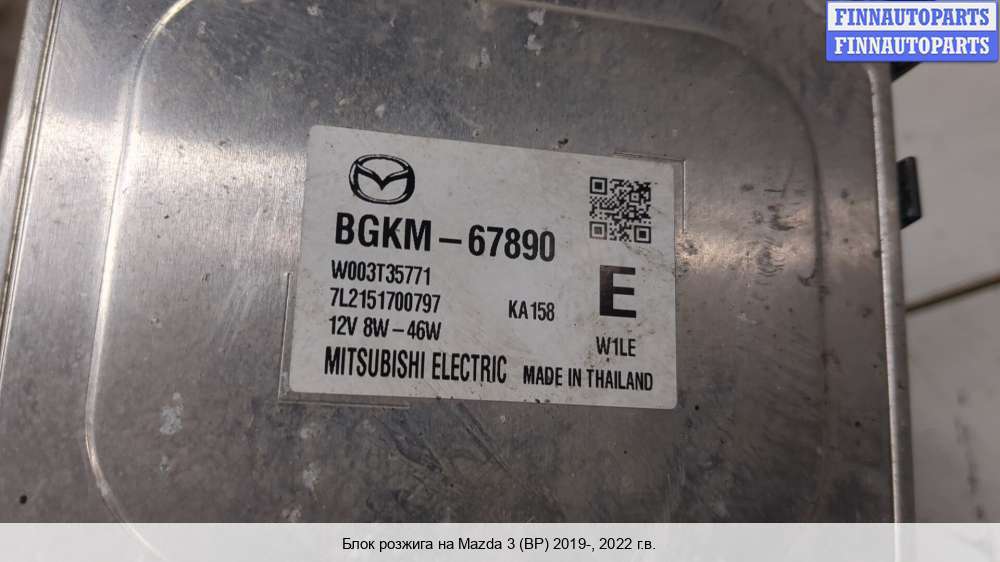 FINNAUTOPARTS
FINNAUTOPARTS
BGKM-67890
W003T35771
7L2151700797
KA158
E
12V 8W-46W
W1LE
MITSUBISHI ELECTRIC
MADE IN THAILAND
Блок розжига на Mazda 3 (BP) 2019-, 2022 г.в.